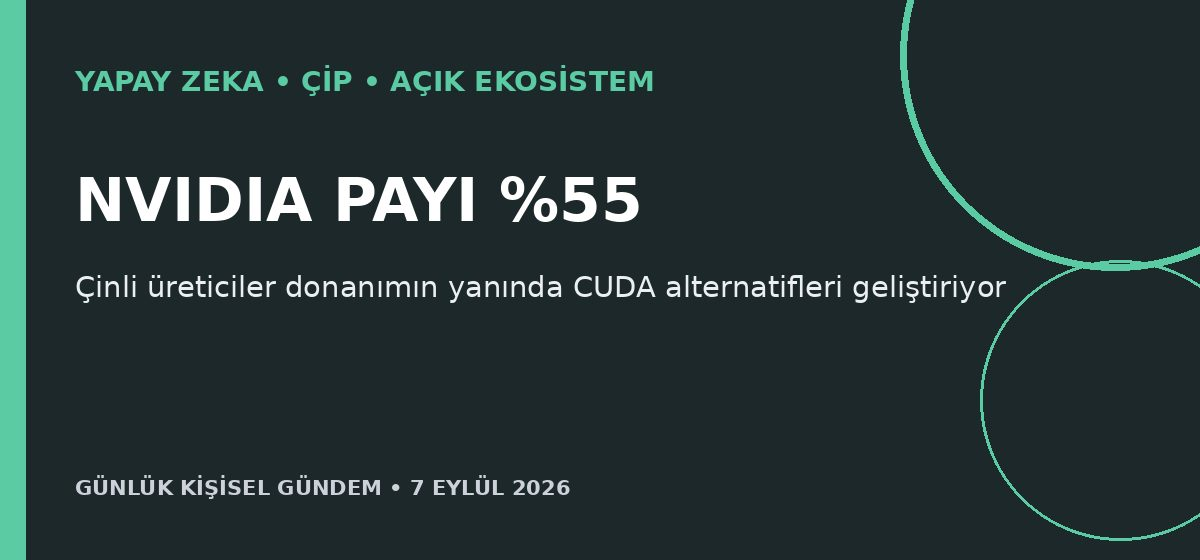 YAPAY ZEKA • ÇİP • AÇIK EKOSİSTEM
NVIDIA PAYI %55
Çinli üreticiler donanımın yanında CUDA alternatifleri geliştiriyor
GÜNLÜK KİŞİSEL GÜNDEM • 7 EYLÜL 2026